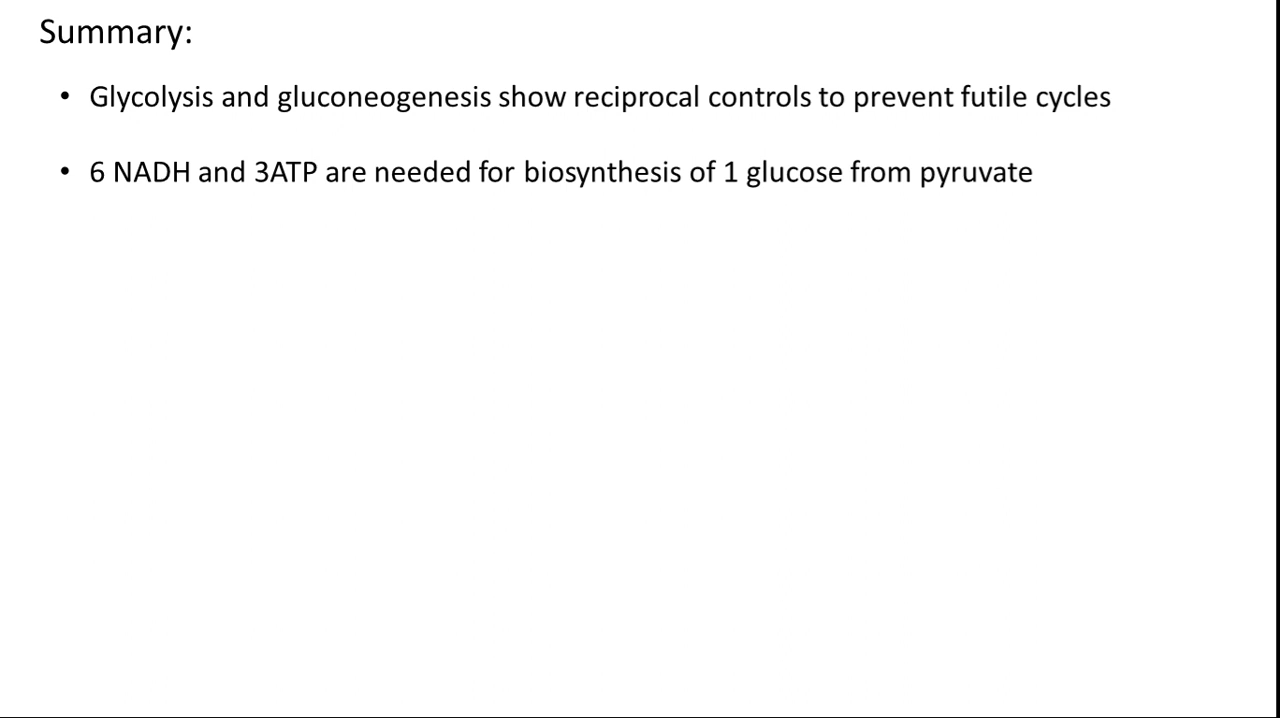 Summary:
• Glycolysis and gluconeogenesis show reciprocal controls to prevent futile cycles
• 6 NADH and 3ATP are needed for biosynthesis of 1 glucose from pyruvate